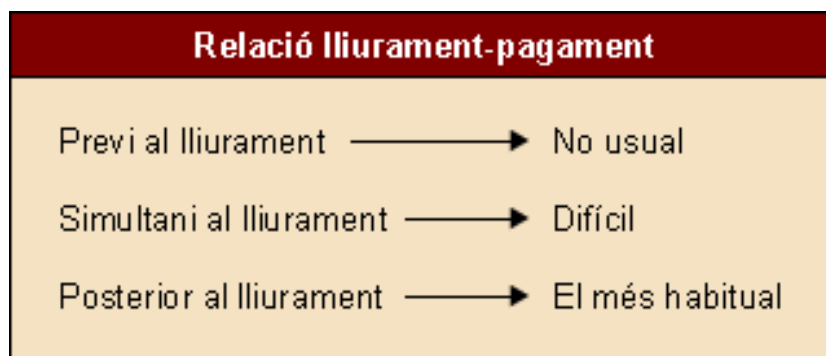 Relació lliurament-pagament
Previ al lliurament No usual
Simultani al lliurament Difícil
Posterior al lliurament El més habitual